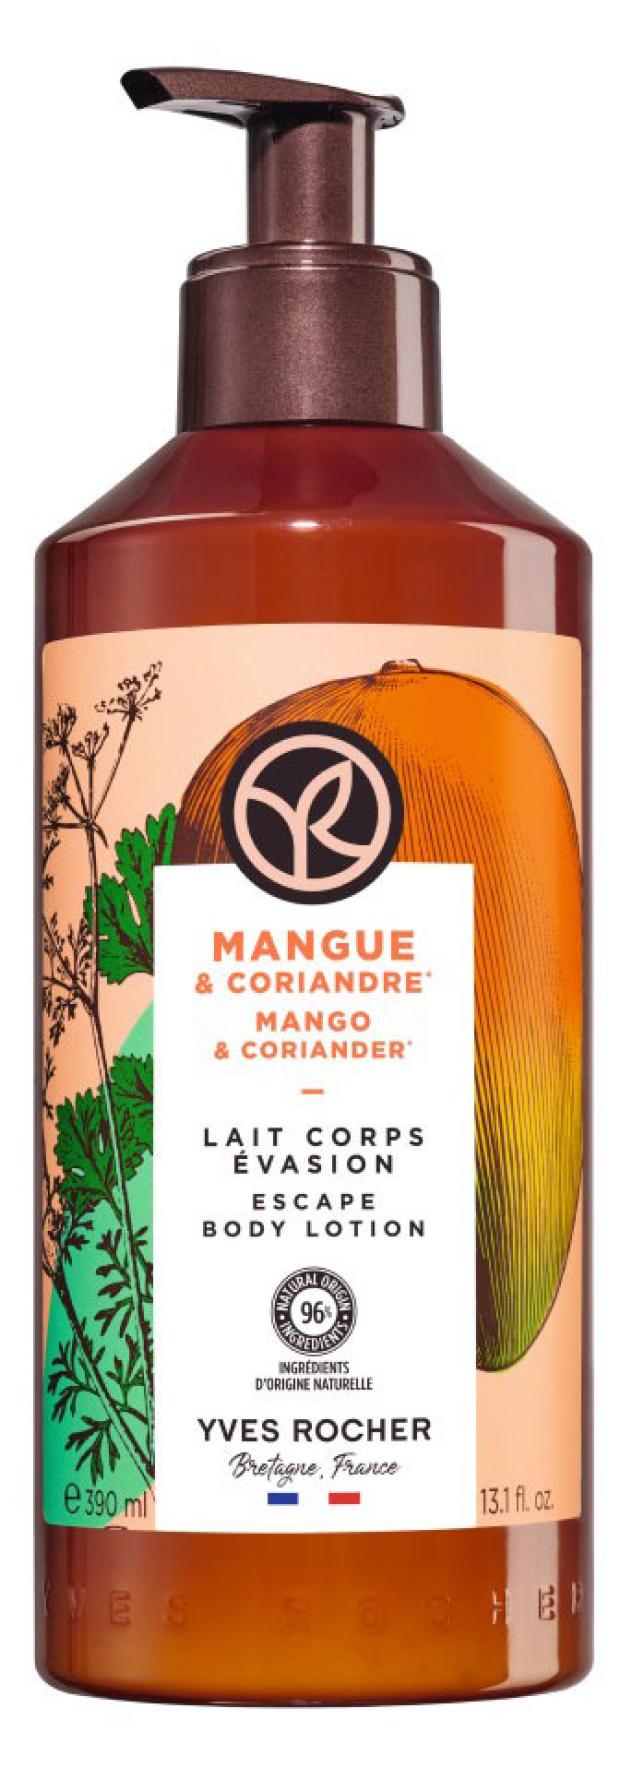 MANGUE
& CORIANDRE*
MANGO
& CORIANDER*
LAIT CORPS
ÉVASION
ESCAPE
BODY LOTION
NATURAL ORIGIN
96%
INGREDIENTS
INGRÉDIENTS
D'ORIGINE NATURELLE
YVES ROCHER
Bretagne, France
e 390 ml
13.1 fl. oz.
YVES ROCHER